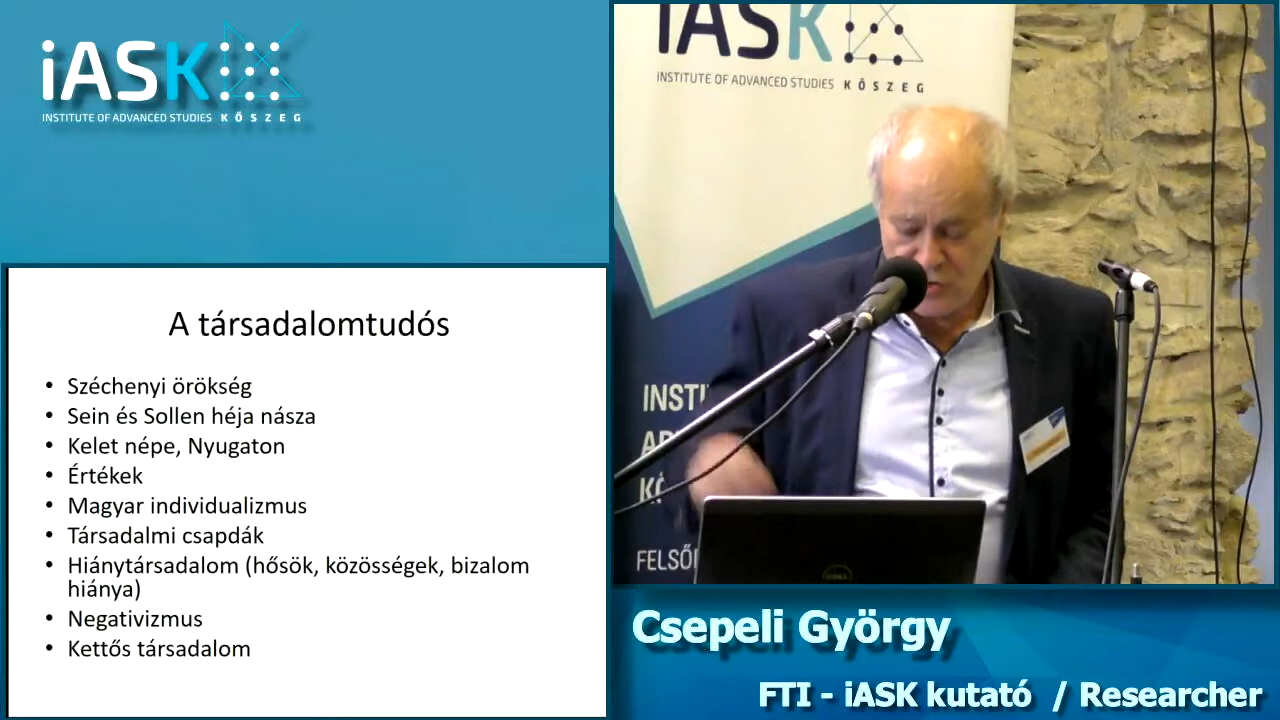 iASK
INSTITUTE OF ADVANCED STUDIES KŐSZEG
A társadalomtudós
• Széchenyi örökség
• Sein és Sollen héja násza
• Kelet népe, Nyugaton
• Értékek
• Magyar individualizmus
• Társadalmi csapdák
• Hiánytársadalom (hősök, közösségek, bizalom
hiánya)
• Negativizmus
• Kettős társadalom
iASK
INSTITUTE OF ADVANCED STUDIES KŐSZEG
INSTI
KŐ
FELSŐ
Csepeli György
FTI - iASK kutató / Researcher